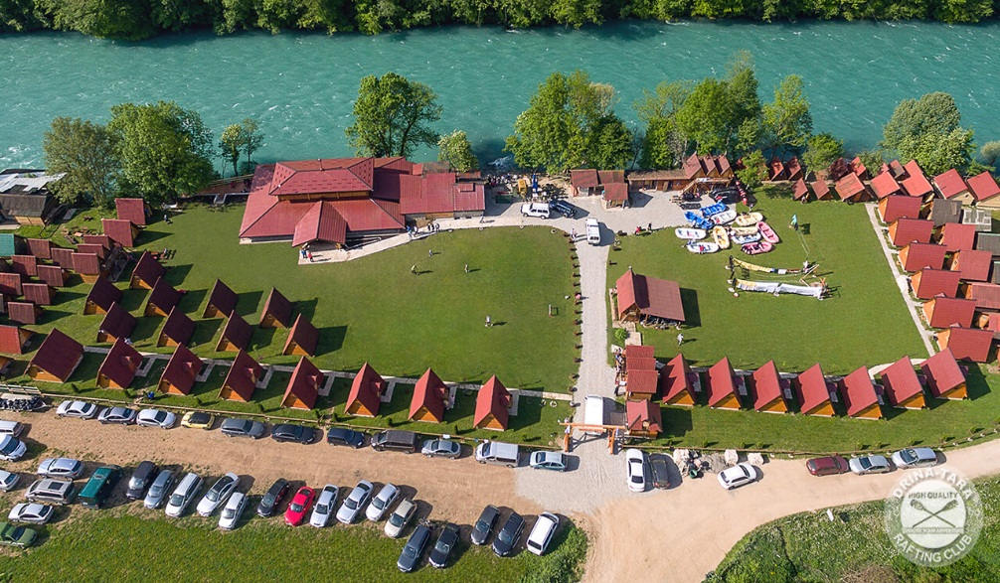 DRINA-TARA
HIGH QUALITY
RAFTING CLUB